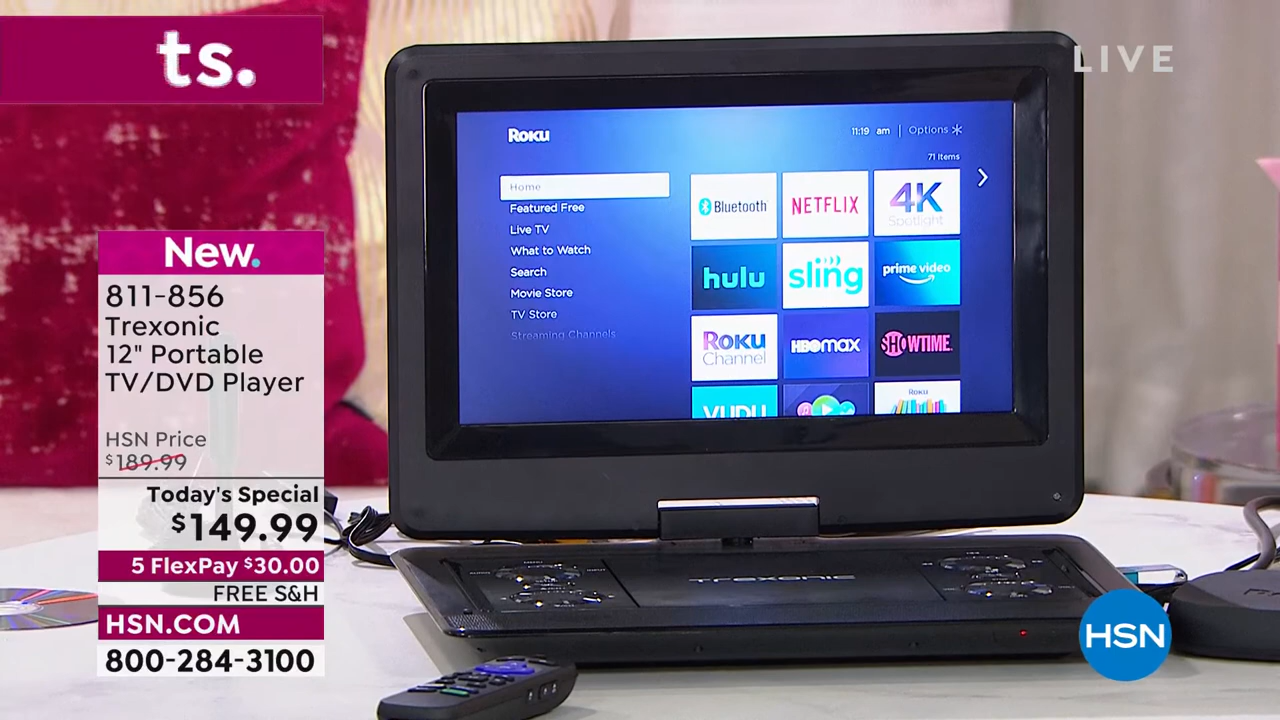 ts.
LIVE
New.
811-856
Trexonic
12" Portable
TV/DVD Player
HSN Price
$189.99
Today's Special
$149.99
5 FlexPay $30.00
FREE S&H
HSN.COM
800-284-3100
Roku
11:19 am | Options
71 Items
Home
Featured Free
Live TV
What to Watch
Search
Movie Store
TV Store
Streaming Channels
Bluetooth
NETFLIX
4K
Spotlight
hulu
sling
prime video
Roku
Channel
HBOMAX
SHOWTIME
VUDU
Roku
TREXONIC
HSN